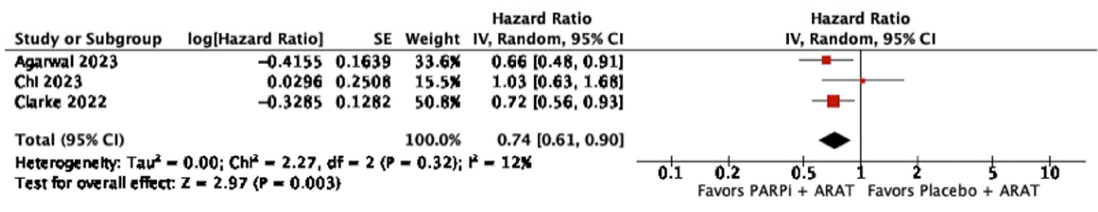 Hazard Ratio Hazard Ratio
Study or Subgroup log[Hazard Ratio] SE Weight IV, Random, 95% CI IV, Random, 95% CI
Agarwal 2023 −0.4155 0.1639 33.6% 0.66 [0.48, 0.91]
Chi 2023 0.0296 0.2508 15.5% 1.03 [0.63, 1.68]
Clarke 2022 −0.3285 0.1282 50.8% 0.72 [0.56, 0.93]
Total (95% CI) 100.0% 0.74 [0.61, 0.90]
Heterogeneity: Tau² = 0.00; Chi² = 2.27, df = 2 (P = 0.32); I² = 12%
Test for overall effect: Z = 2.97 (P = 0.003)
0.1 0.2 0.5 1 2 5 10
Favors PARPi + ARAT Favors Placebo + ARAT